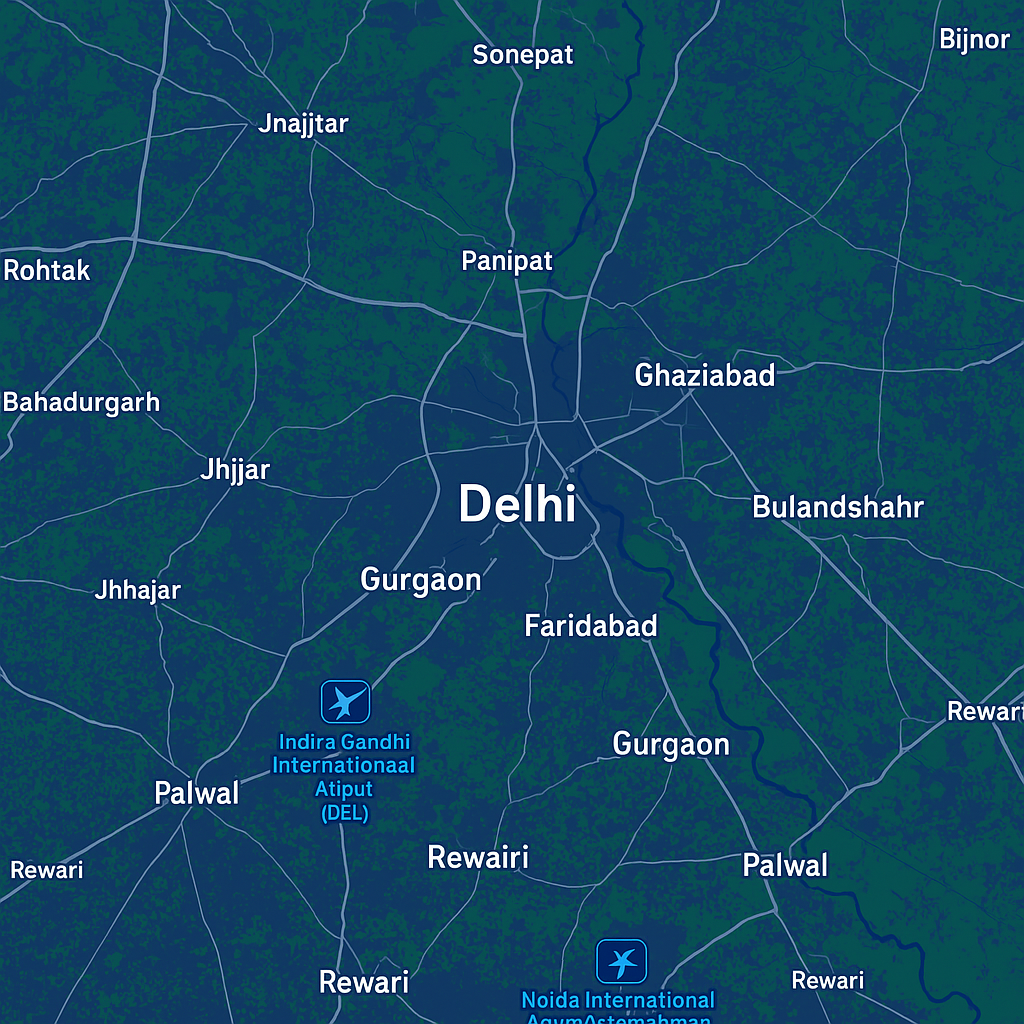 Sonepat
Bijnor
Jnajjtar
Panipat
Rohtak
Ghaziabad
Bahadurgarh
Jhjjar
Delhi
Bulandshahr
Gurgaon
Jhhajar
Faridabad
Rewari
Indira Gandhi
Internationaal
Atiput
(DEL)
Gurgaon
Palwal
Rewairi
Palwal
Rewari
Rewari
Rewari
Noida International